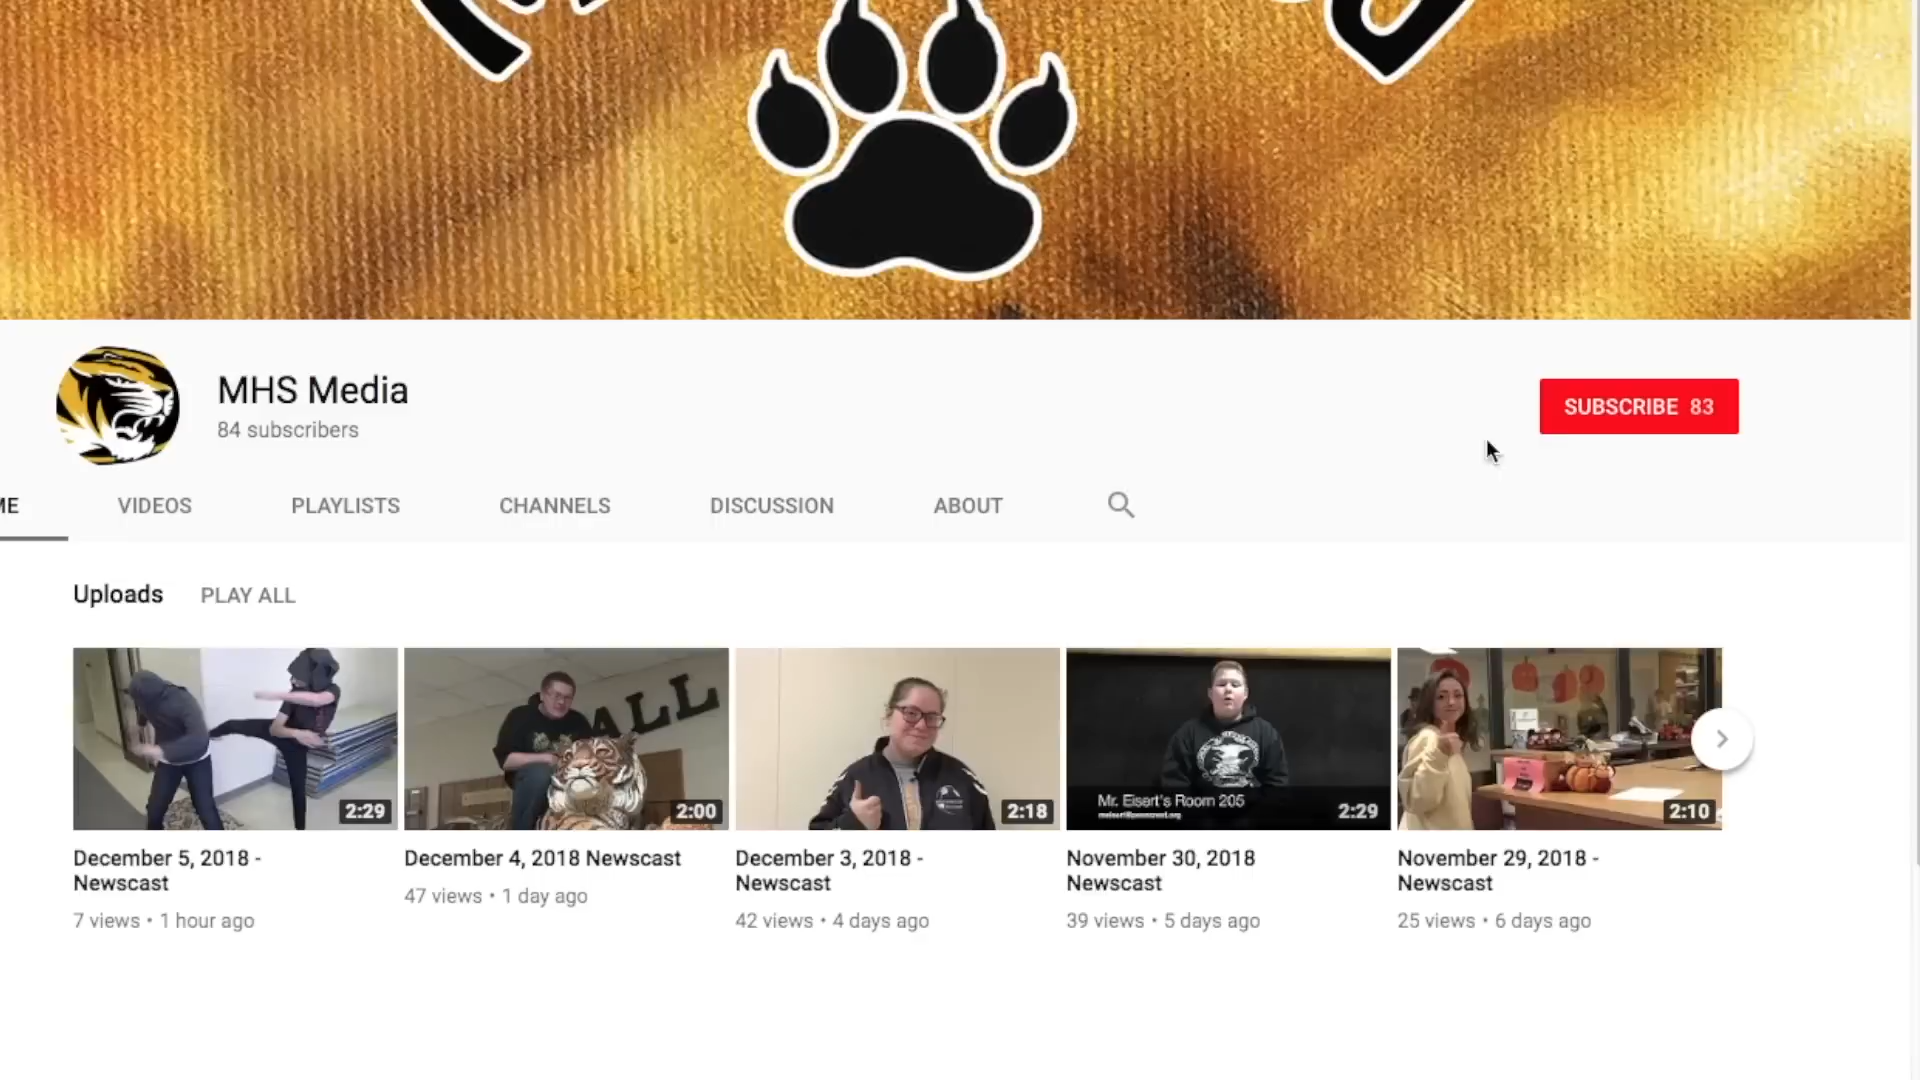 MHS Media
84 subscribers
SUBSCRIBE 83
ME
VIDEOS
PLAYLISTS
CHANNELS
DISCUSSION
ABOUT
Uploads
PLAY ALL
ALL
Mr. Eisert's Room 205
2:29
2:00
2:18
2:29
2:10
December 5, 2018 -
Newscast
7 views • 1 hour ago
December 4, 2018 Newscast
47 views • 1 day ago
December 3, 2018 -
Newscast
42 views • 4 days ago
November 30, 2018
Newscast
39 views • 5 days ago
November 29, 2018 -
Newscast
25 views • 6 days ago